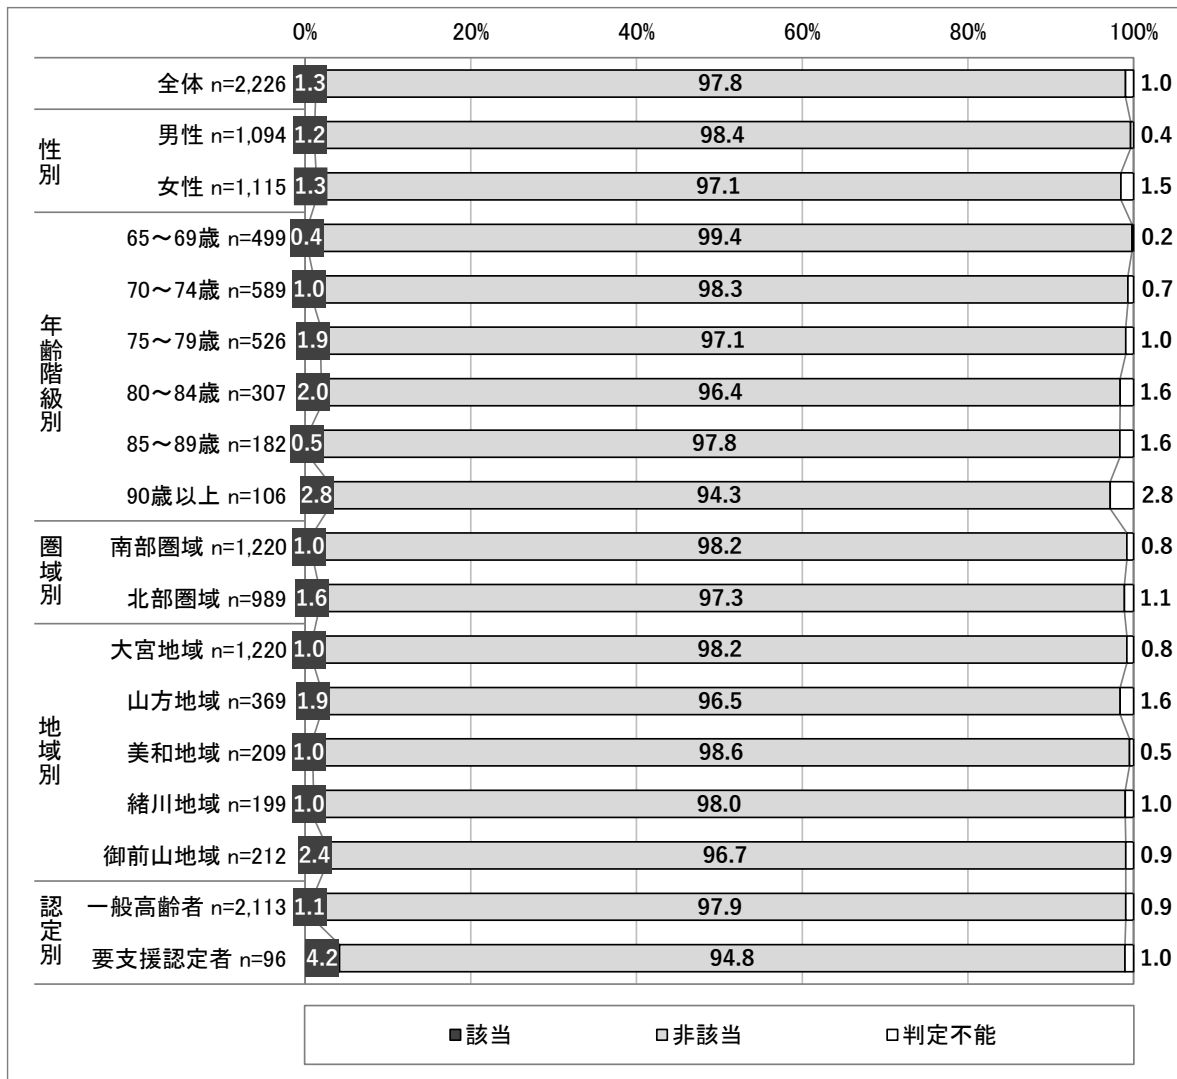 0% 20% 40% 60% 80% 100%
全体 n=2,226 1.3 97.8 1.0
性別
男性 n=1,094 1.2 98.4 0.4
女性 n=1,115 1.3 97.1 1.5
年齢階級別
65～69歳 n=499 0.4 99.4 0.2
70～74歳 n=589 1.0 98.3 0.7
75～79歳 n=526 1.9 97.1 1.0
80～84歳 n=307 2.0 96.4 1.6
85～89歳 n=182 0.5 97.8 1.6
90歳以上 n=106 2.8 94.3 2.8
圏域別
南部圏域 n=1,220 1.0 98.2 0.8
北部圏域 n=989 1.6 97.3 1.1
地域別
大宮地域 n=1,220 1.0 98.2 0.8
山方地域 n=369 1.9 96.5 1.6
美和地域 n=209 1.0 98.6 0.5
緒川地域 n=199 1.0 98.0 1.0
御前山地域 n=212 2.4 96.7 0.9
認定別
一般高齢者 n=2,113 1.1 97.9 0.9
要支援認定者 n=96 4.2 94.8 1.0
該当 非該当 判定不能